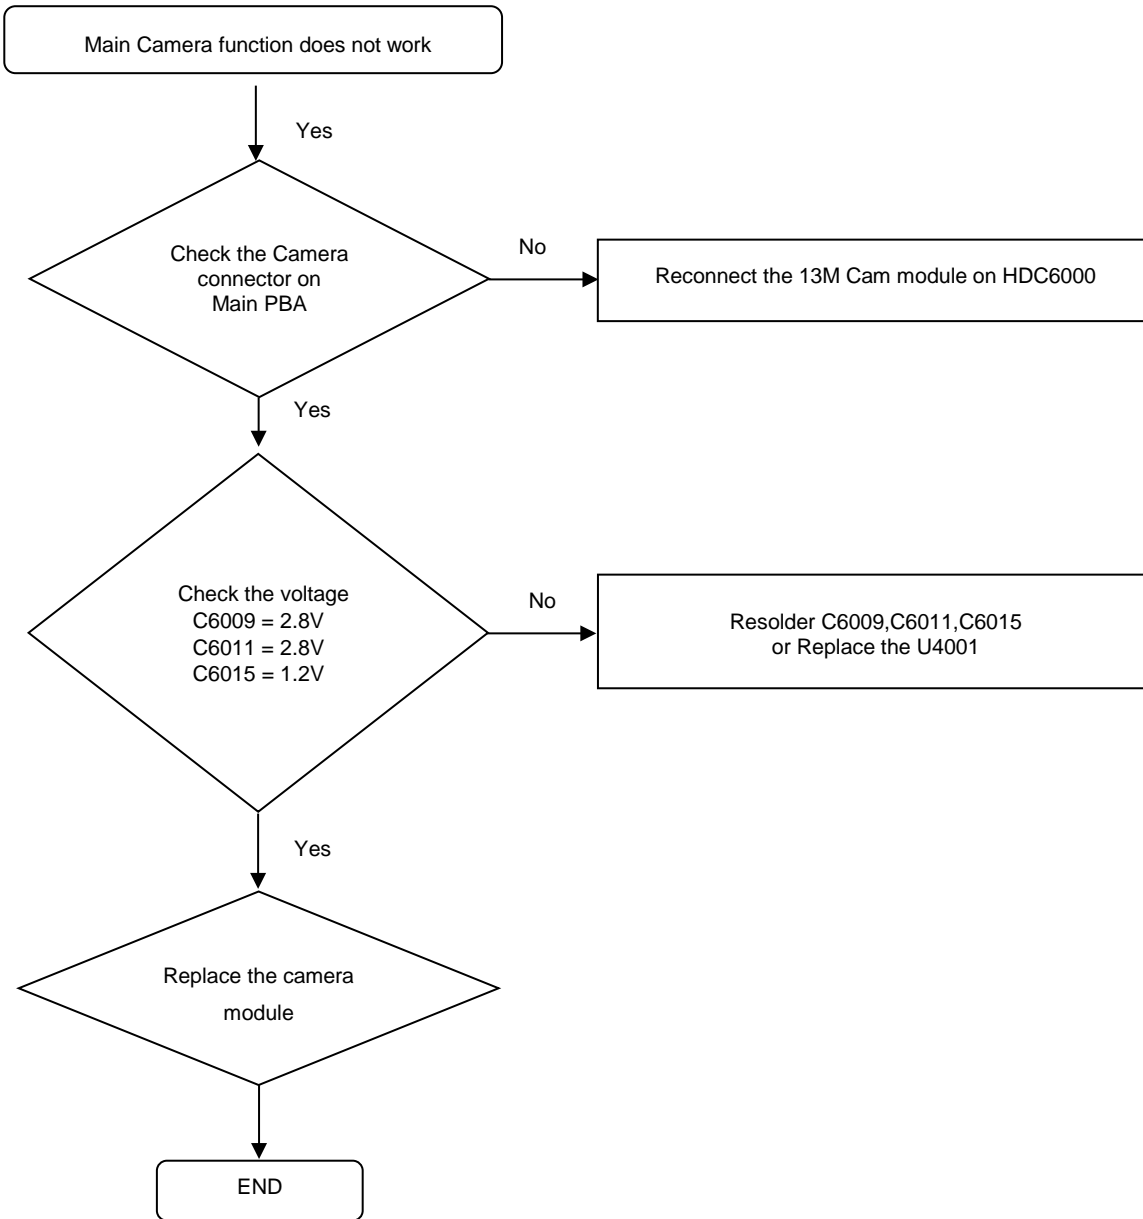 Main Camera function does not work
Yes
Check the Camera
connector on
Main PBA
No
Reconnect the 13M Cam module on HDC6000
Yes
Check the voltage
C6009 = 2.8V
C6011 = 2.8V
C6015 = 1.2V
No
Resolder C6009,C6011,C6015
or Replace the U4001
Yes
Replace the camera
module
END